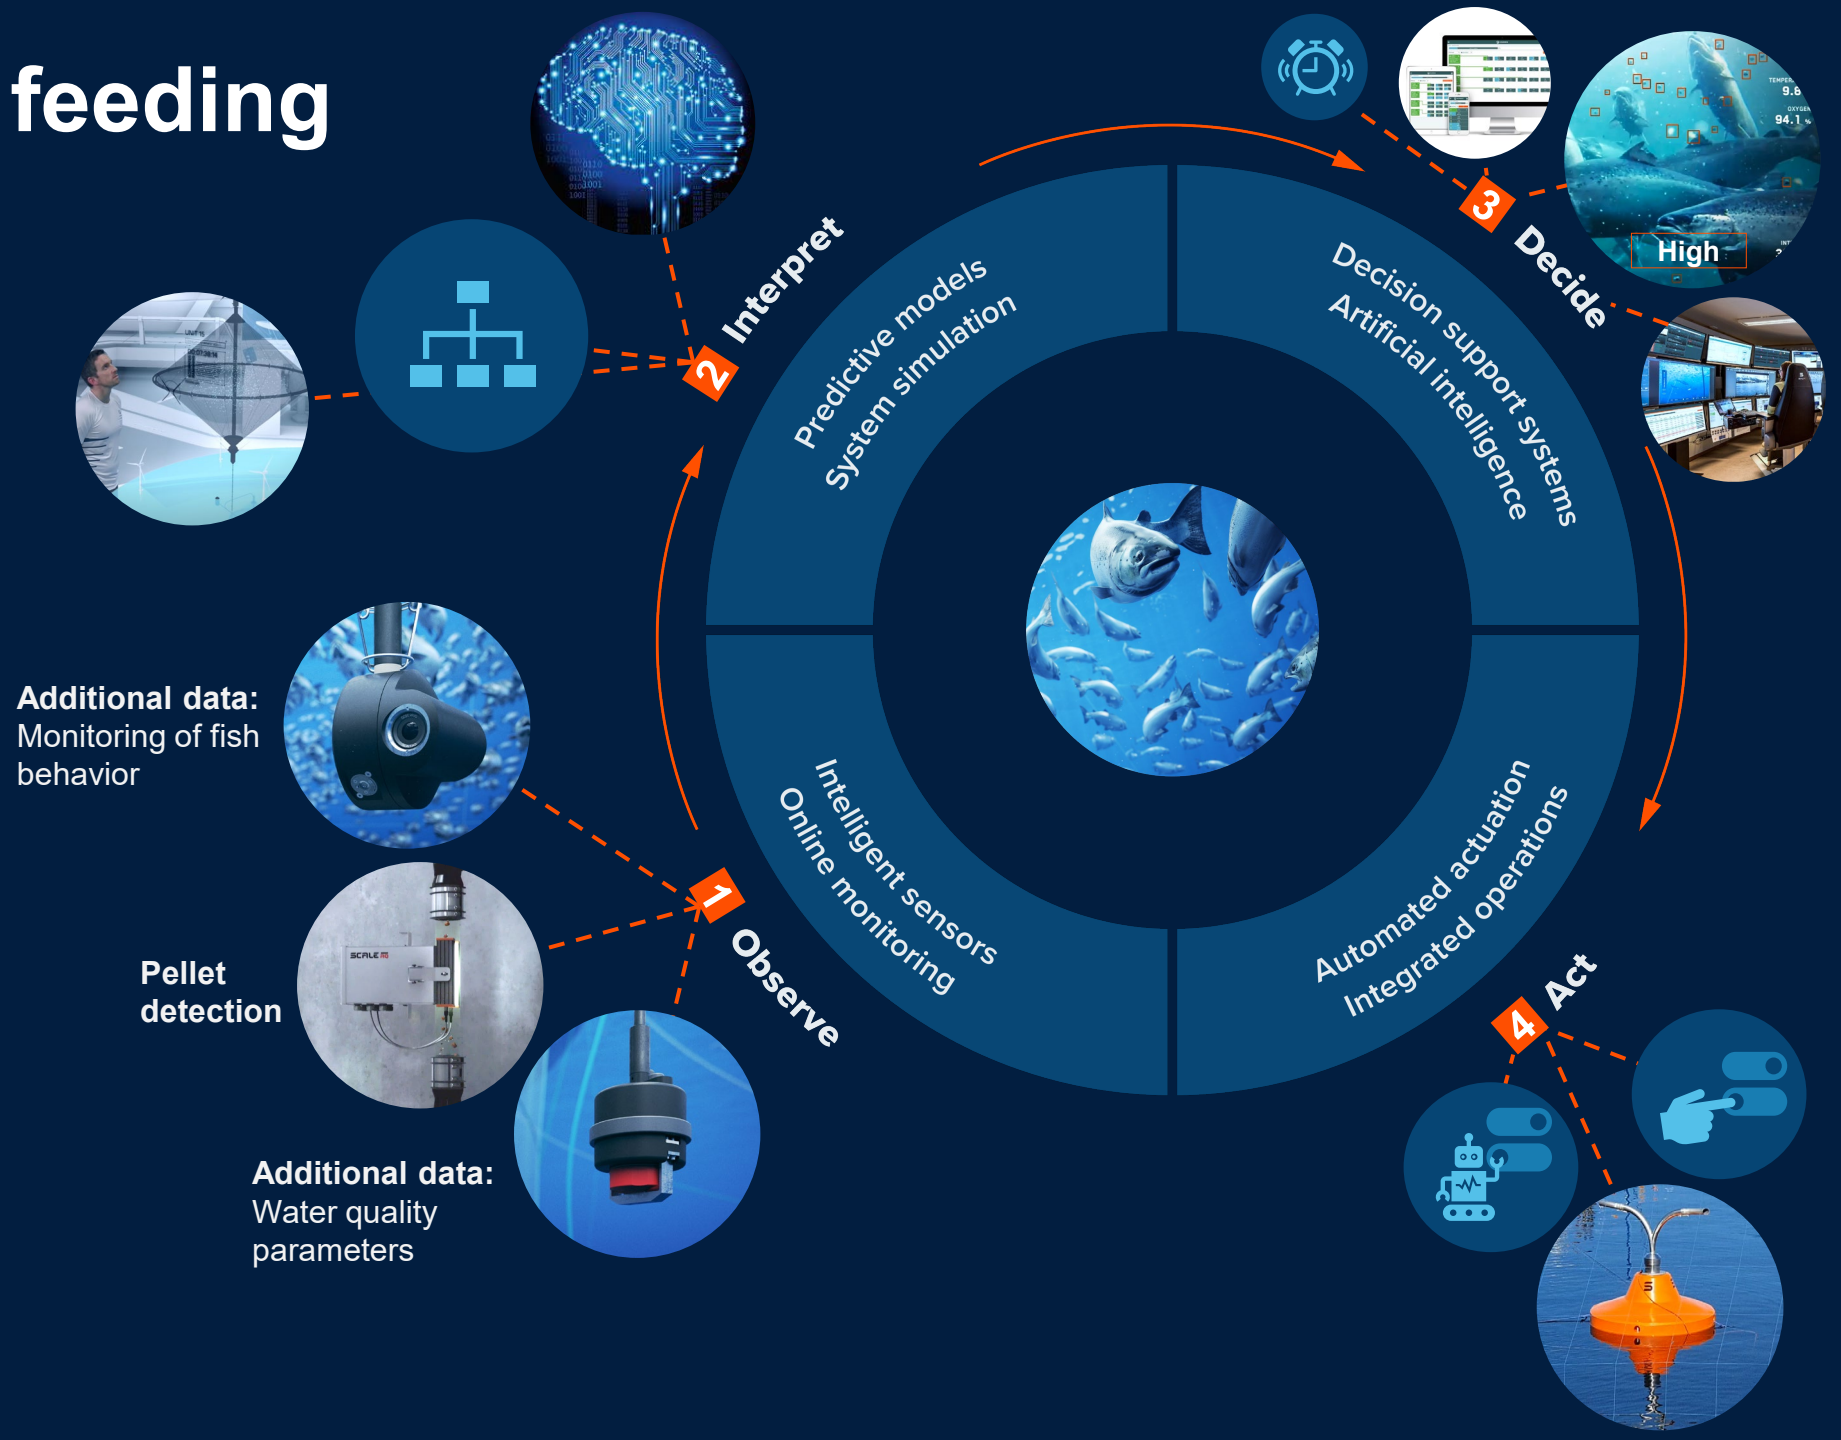 feeding
2
Interpret
Predictive models
System simulation
3
Decide
Decision support systems
Artificial intelligence
94.1 %
High
Additional data:
Monitoring of fish
behavior
Pellet
detection
SCALE AQ
Additional data:
Water quality
parameters
1
Observe
Intelligent sensors
Online monitoring
4
Act
Automated actuation
Integrated operations